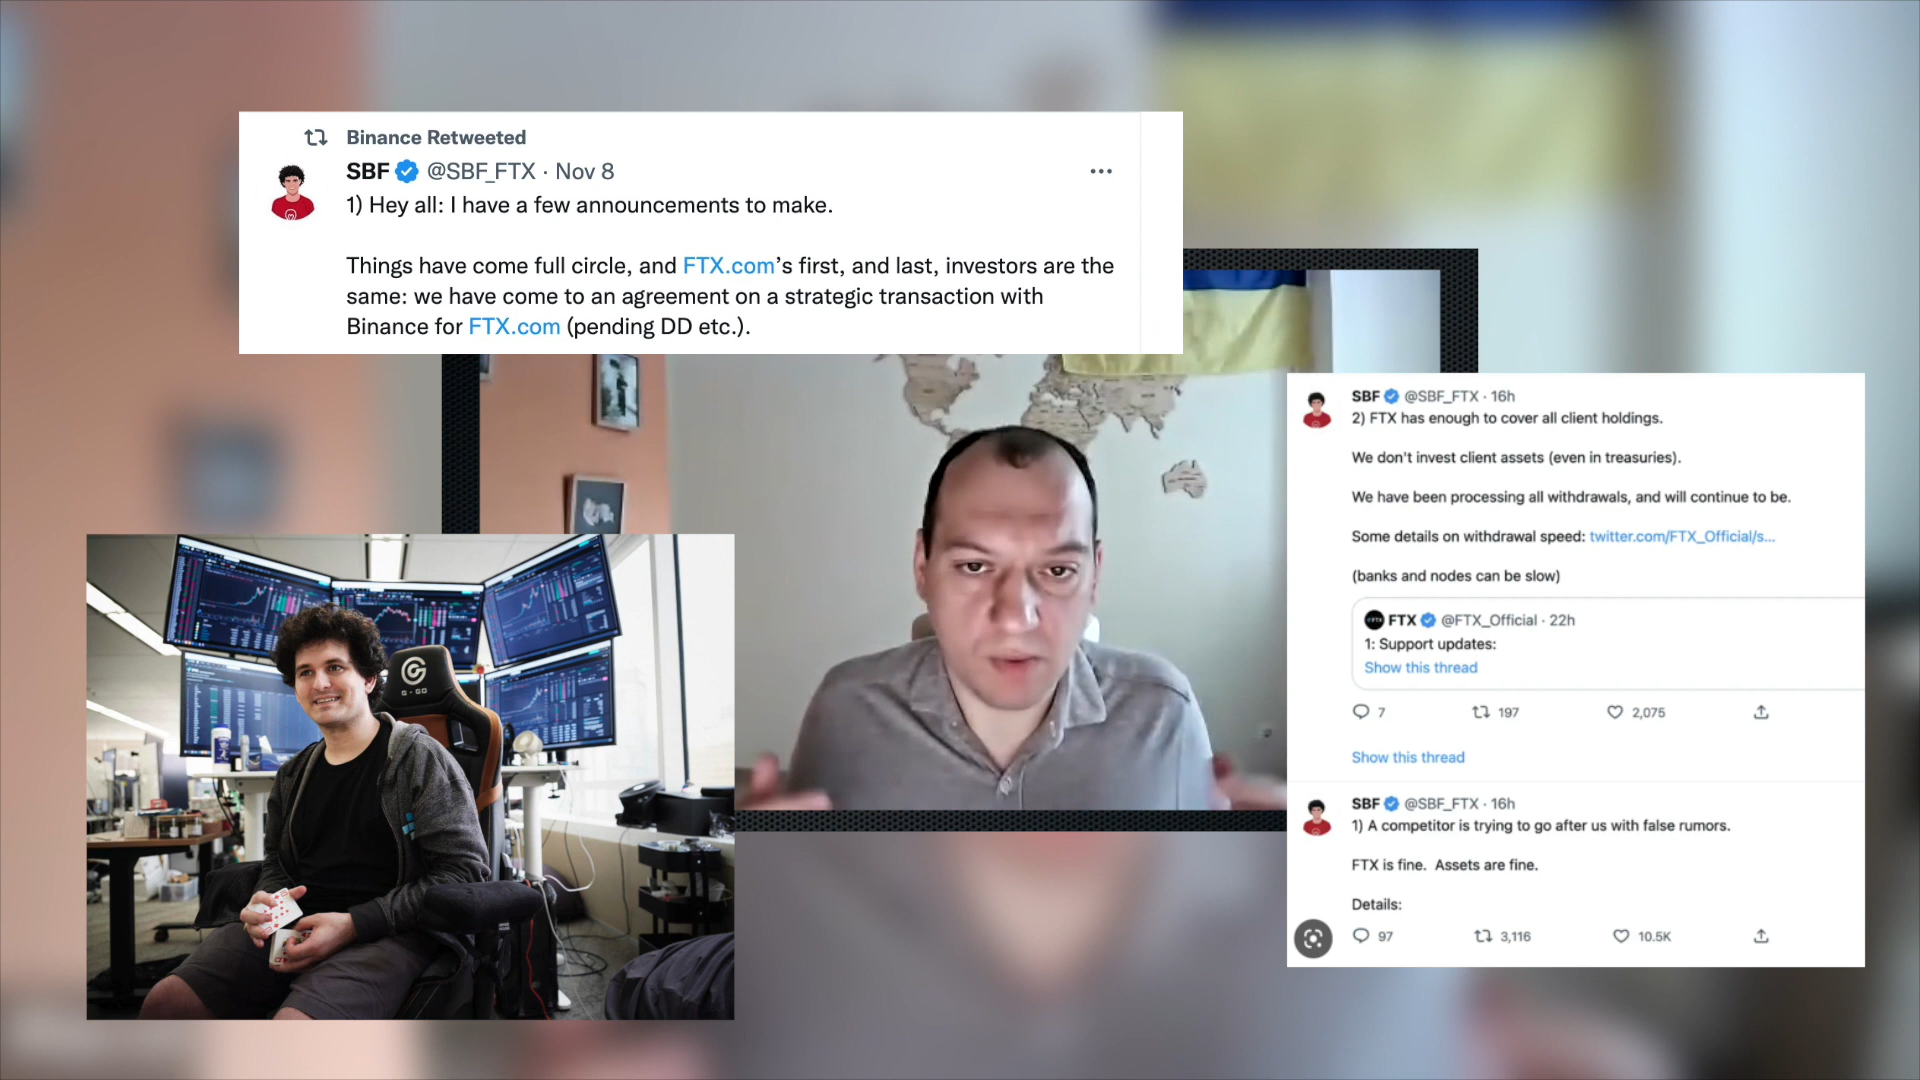 Binance Retweeted
SBF @SBF_FTX · Nov 8
1) Hey all: I have a few announcements to make.
Things have come full circle, and FTX.com's first, and last, investors are the
same: we have come to an agreement on a strategic transaction with
Binance for FTX.com (pending DD etc.).
SBF @SBF_FTX · 16h
2) FTX has enough to cover all client holdings.
We don't invest client assets (even in treasuries).
We have been processing all withdrawals, and will continue to be.
Some details on withdrawal speed: twitter.com/FTX_Official/s...
(banks and nodes can be slow)
FTX @FTX_Official · 22h
1: Support updates:
Show this thread
7 197 2,075
Show this thread
SBF @SBF_FTX · 16h
1) A competitor is trying to go after us with false rumors.
FTX is fine. Assets are fine.
Details:
97 3,116 10.5K
G-GO